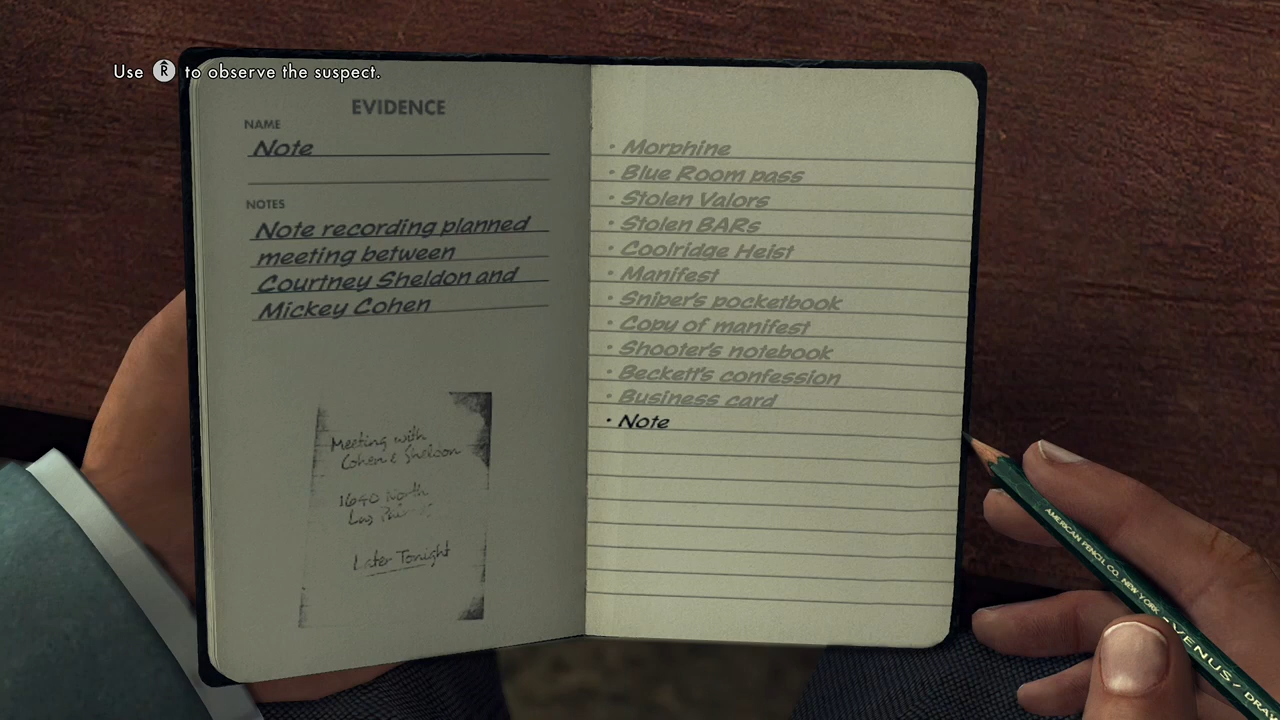 Use R to observe the suspect.
EVIDENCE
NAME
Note
NOTES
Note recording planned
meeting between
Courtney Sheldon and
Mickey Cohen
Meeting with
Cohen & Sheldon
1640 North
Las
Later Tonight
• Morphine
• Blue Room pass
• Stolen Valors
• Stolen BARs
• Coolridge Heist
• Manifest
• Sniper's pocketbook
• Copy of manifest
• Shooter's notebook
• Beckett's confession
• Business card
• Note
AMERICAN PENCIL CO. NEW YORK
VENUS / DRAW